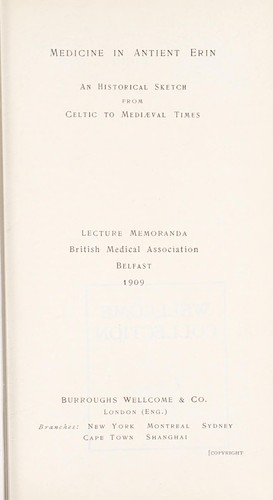 MEDICINE IN ANTIENT ERIN
AN HISTORICAL SKETCH
FROM
CELTIC TO MEDIÆVAL TIMES
LECTURE MEMORANDA
British Medical Association
BELFAST
1909
BURROUGHS WELLCOME & CO.
LONDON (ENG.)
Branches: NEW YORK MONTREAL SYDNEY
CAPE TOWN SHANGHAI
[COPYRIGHT